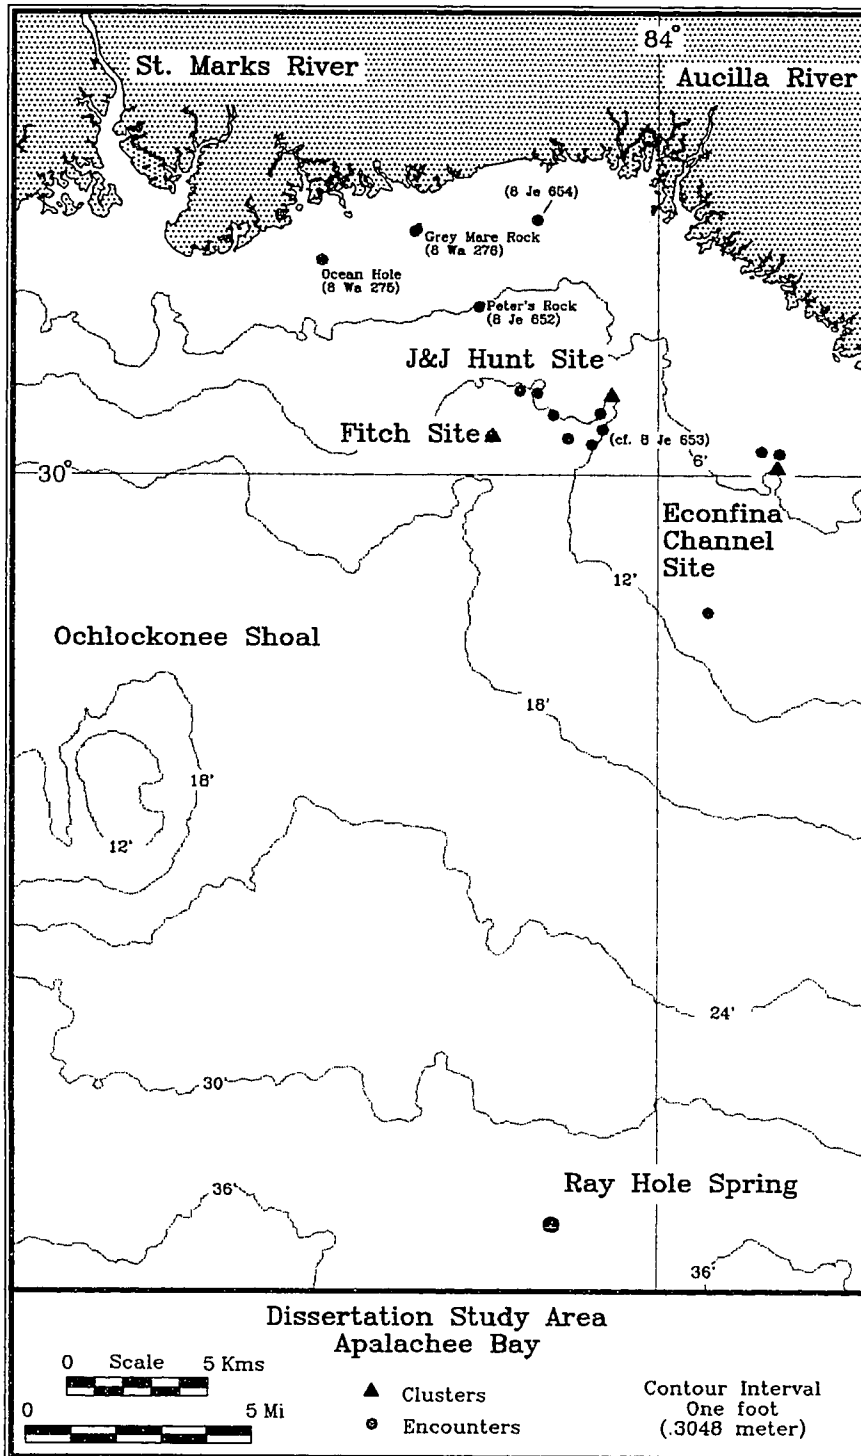 84°
St. Marks River
Aucilla River
(8 Je 654)
Grey Mare Rock
(8 Wa 276)
Ocean Hole
(8 Wa 275)
Peter's Rock
(8 Je 652)
J&J Hunt Site
Fitch Site
(cf. 8 Je 653)
6'
30°
Econfina
Channel
Site
12'
Ochlockonee Shoal
18'
18'
12'
24'
30'
Ray Hole Spring
36'
36'
Dissertation Study Area
Apalachee Bay
0 Scale 5 Kms
0 5 Mi
Clusters
Encounters
Contour Interval
One foot
(.3048 meter)